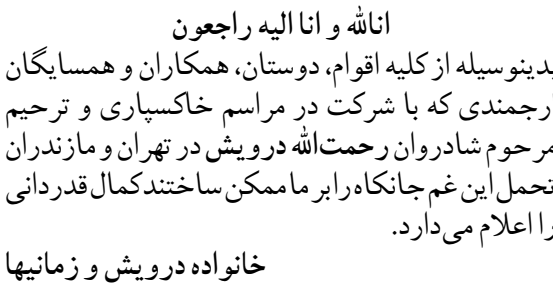 انالله و انا الیه راجعون
بدینوسیله از کلیه اقوام، دوستان، همکاران و همسایگان
ارجمندی که با شرکت در مراسم خاکسپاری و ترحیم
مرحوم شادروان رحمت‌الله درویش در تهران و مازندران
تحمل این غم جانکاه را بر ما ممکن ساختند کمال قدردانی
را اعلام می‌دارد.
خانواده درویش و زمانیها